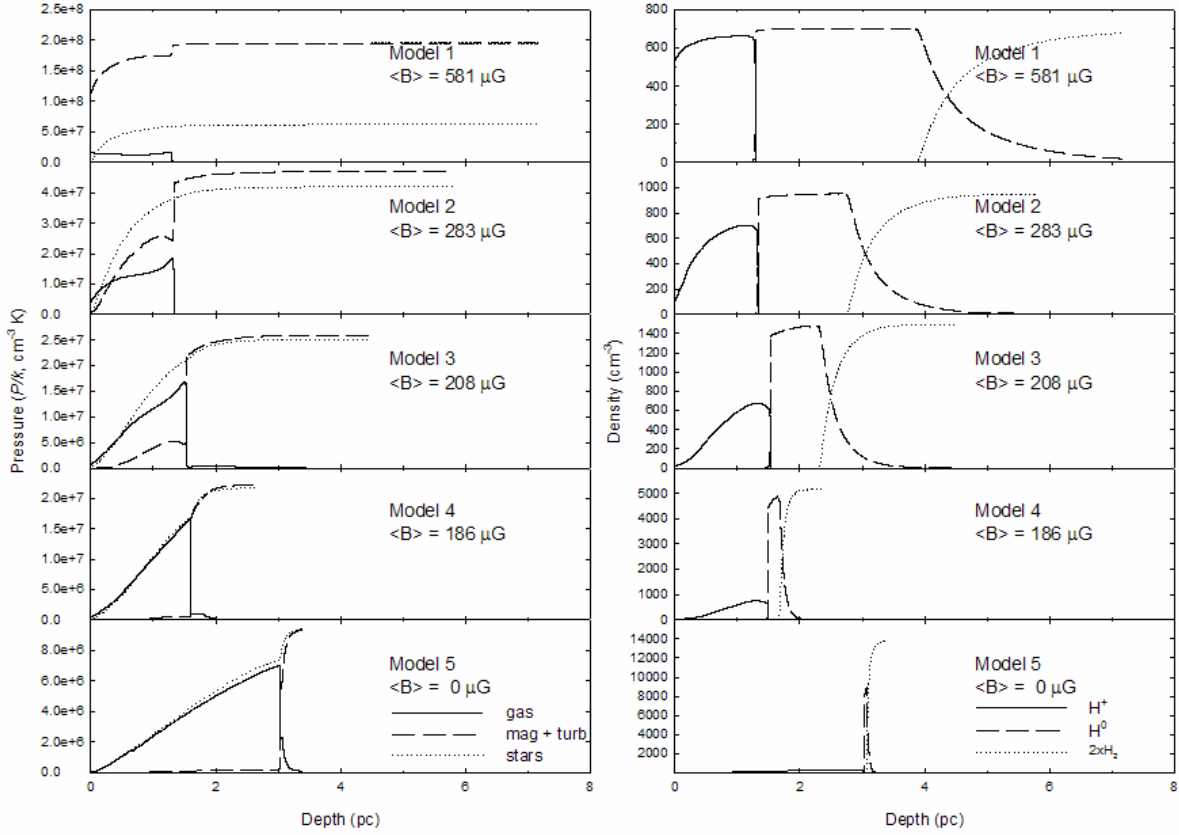 2.5e+8
2.0e+8
1.5e+8
1.0e+8
5.0e+7
0.0
Model 1
<B> = 581 μG
4.0e+7
3.0e+7
2.0e+7
1.0e+7
0.0
Model 2
<B> = 283 μG
2.5e+7
2.0e+7
1.5e+7
1.0e+7
5.0e+6
0.0
Model 3
<B> = 208 μG
2.0e+7
1.5e+7
1.0e+7
5.0e+6
0.0
Model 4
<B> = 186 μG
8.0e+6
6.0e+6
4.0e+6
2.0e+6
0.0
Model 5
<B> = 0 μG
gas
mag + turb
stars
0 2 4 6 8
Depth (pc)
Pressure (P/k, cm⁻³ K)
800
600
400
200
0
Model 1
<B> = 581 μG
1000
800
600
400
200
0
Model 2
<B> = 283 μG
1400
1200
1000
800
600
400
200
0
Model 3
<B> = 208 μG
5000
4000
3000
2000
1000
0
Model 4
<B> = 186 μG
14000
12000
10000
8000
6000
4000
2000
Model 5
<B> = 0 μG
H⁺
H⁰
2xH₂
0 2 4 6 8
Depth (pc)
Density (cm⁻³)